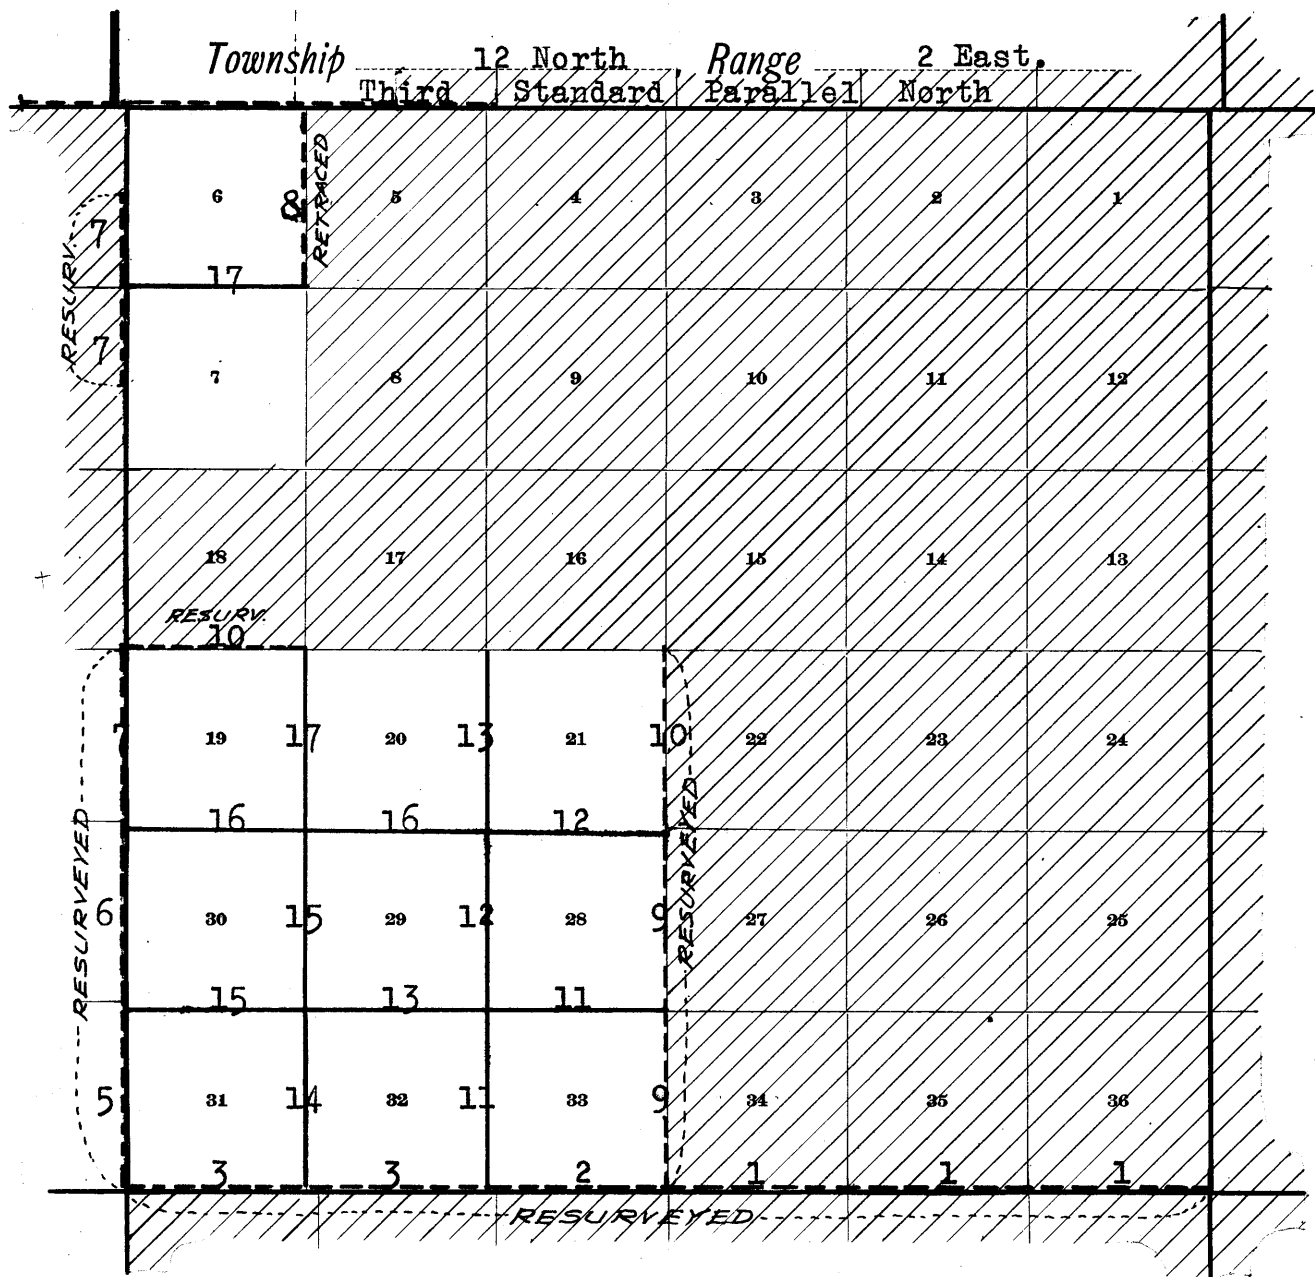 Township 12 North Range 2 East.
Third Standard Parallel North
6 8 RETRACED 5 4 3 2 1
7
RESURV.
17
7
7 8 9 10 11 12
18 17 16 15 14 13
RESURV.
10
7 19 17 20 13 21 10 22 23 24
16 16 12
RESURVEYED
RESURVEYED
6 30 15 29 12 28 9 27 26 25
15 13 11
5 31 14 32 11 33 9 34 35 36
3 3 2 1 1 1
RESURVEYED